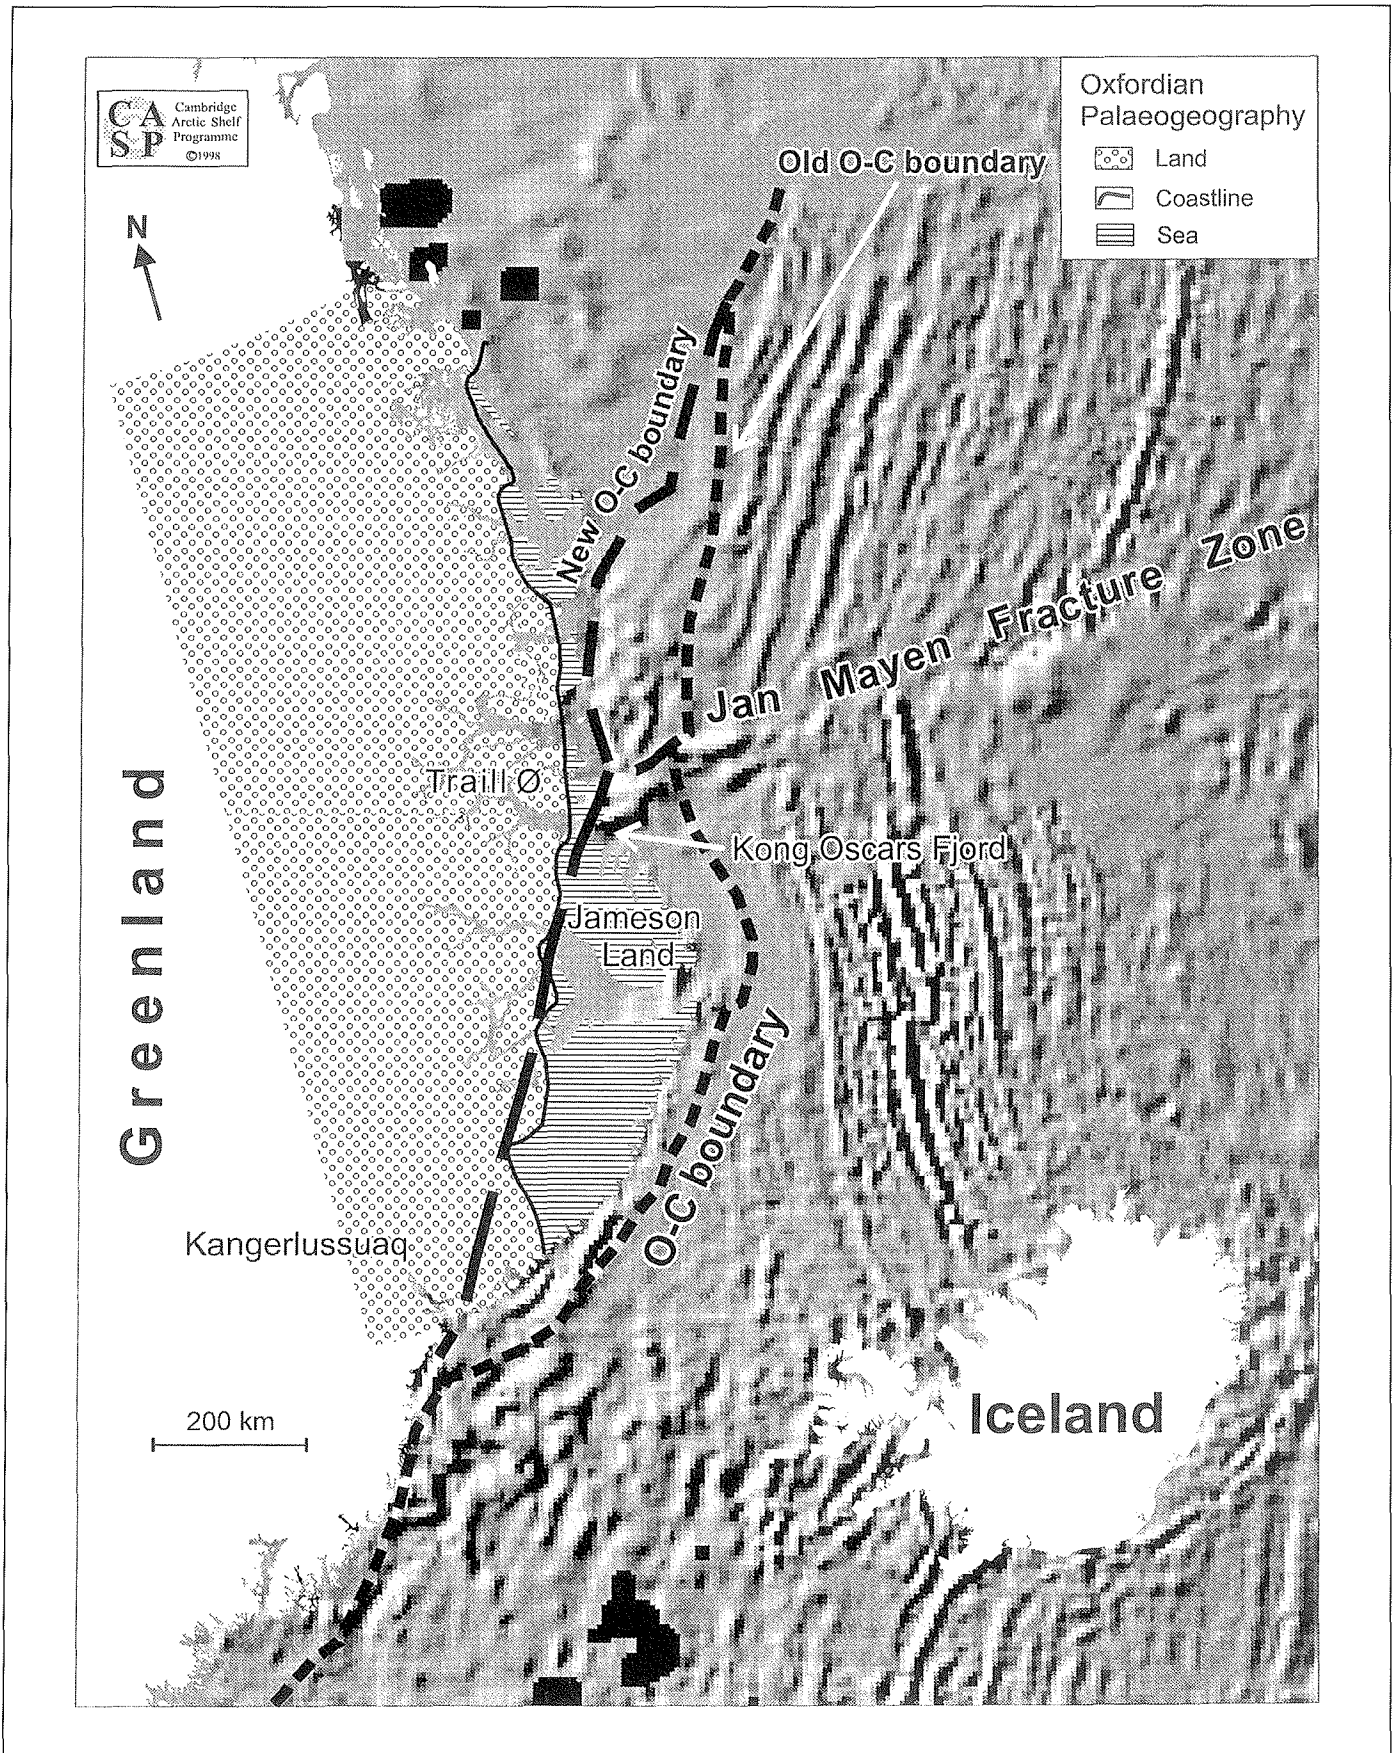 C A
S P
Cambridge
Arctic Shelf
Programme
©1998
Oxfordian
Palaeogeography
Land
Coastline
Sea
N
Old O-C boundary
New O-C boundary
Jan Mayen Fracture Zone
Traill Ø
Kong Oscars Fjord
Jameson
Land
Greenland
O-C boundary
Kangerlussuaq
200 km
Iceland